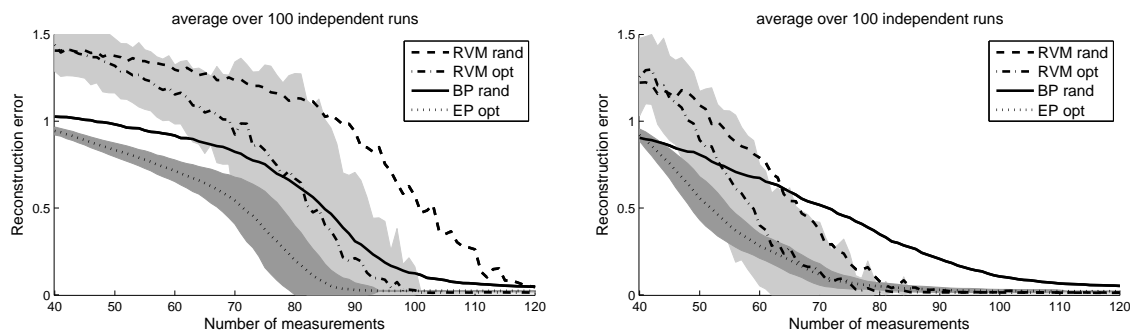 average over 100 independent runs
1.5
1
0.5
0
Reconstruction error
RVM rand
RVM opt
BP rand
EP opt
40 50 60 70 80 90 100 110 120
Number of measurements
average over 100 independent runs
1.5
1
0.5
0
Reconstruction error
RVM rand
RVM opt
BP rand
EP opt
40 50 60 70 80 90 100 110 120
Number of measurements